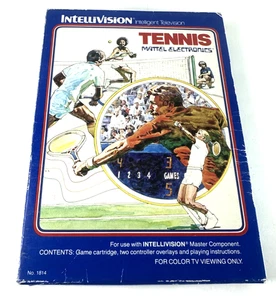 INTELLIVISION Intelligent Television
TENNIS
MATTEL ELECTRONICS
4 3
1 2 3 4 GAMES
5
For use with INTELLIVISION Master Component.
CONTENTS: Game cartridge, two controller overlays and playing instructions.
FOR COLOR TV VIEWING ONLY.
No. 1814